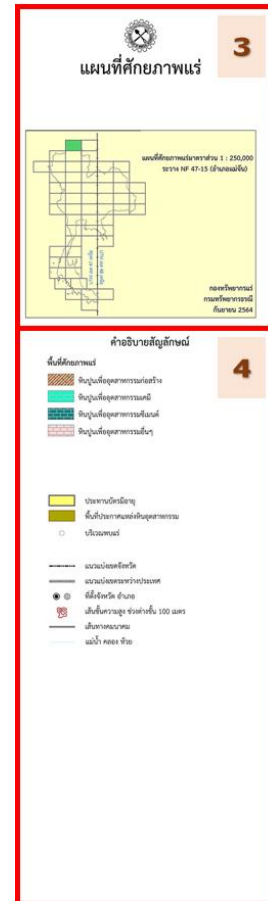 3
แผนที่ศักยภาพแร่
แผนที่ศักยภาพแร่มาตราส่วน 1 : 250,000
ระวาง NF 47-15 (อำเภอแม่จัน)
กองทรัพยากรแร่
กรมทรัพยากรธรณี
กันยายน 2564
คำอธิบายสัญลักษณ์
4
พื้นที่ศักยภาพแร่
หินปูนเพื่ออุตสาหกรรมก่อสร้าง
หินปูนเพื่ออุตสาหกรรมเคมี
หินปูนเพื่ออุตสาหกรรมซีเมนต์
หินปูนเพื่ออุตสาหกรรมอื่นๆ
ประทานบัตรมีอายุ
พื้นที่ประกาศแหล่งหินอุตสาหกรรม
บริเวณพบแร่
แนวแบ่งเขตจังหวัด
แนวแบ่งเขตระหว่างประเทศ
ที่ตั้งจังหวัด อำเภอ
เส้นชั้นความสูง ช่วงต่างชั้น 100 เมตร
เส้นทางคมนาคม
แม่น้ำ คลอง ห้วย